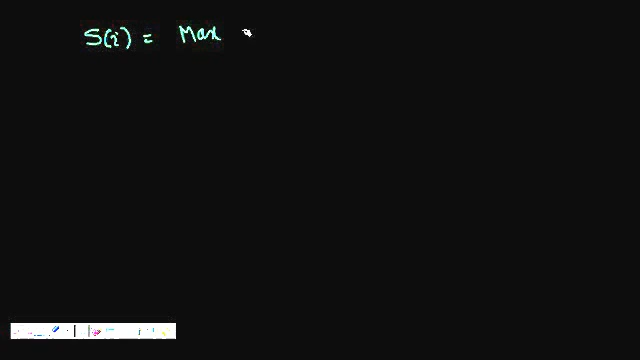 S(i) = Max